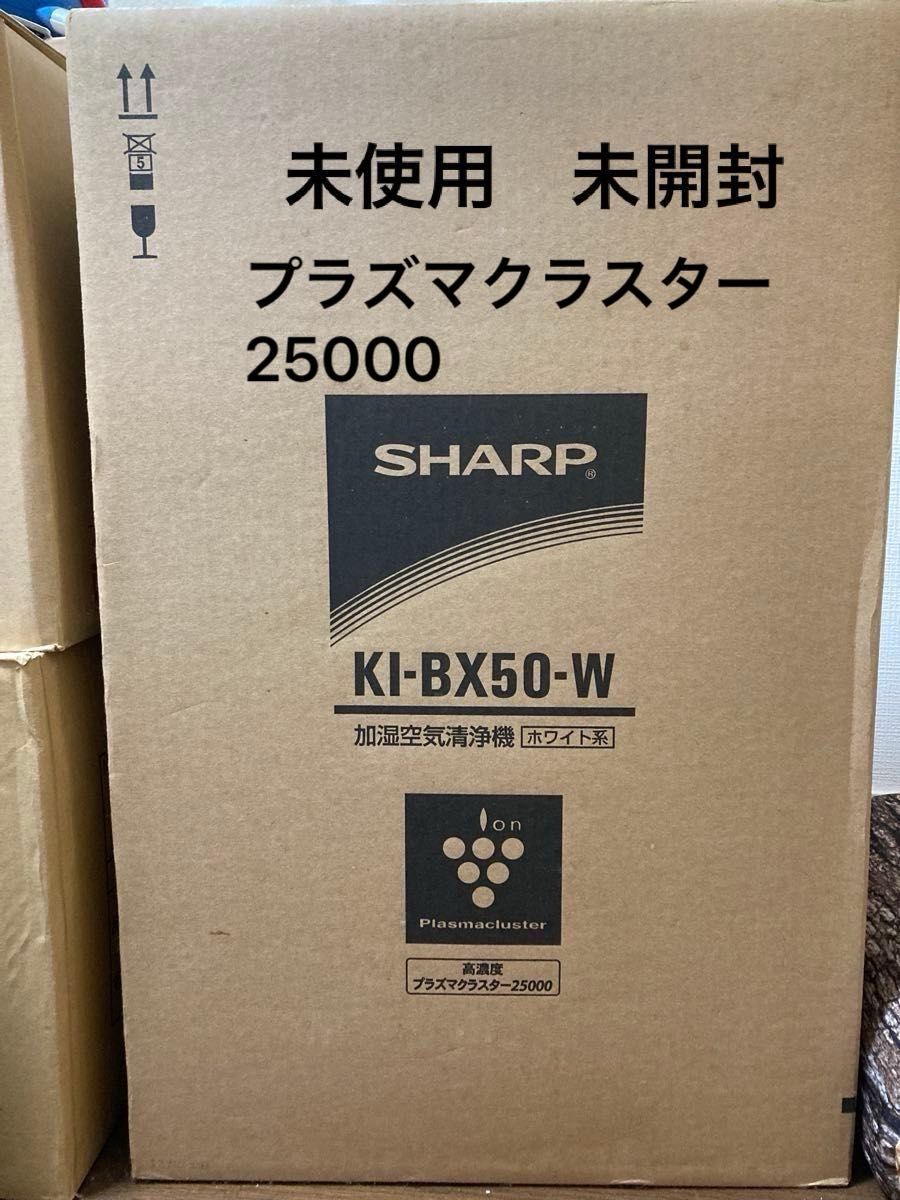 未使用　未開封
5
プラズマクラスター
25000
SHARP®
KI-BX50-W
加湿空気清浄機 ホワイト系
Ion
Plasmacluster
高濃度
プラズマクラスター25000